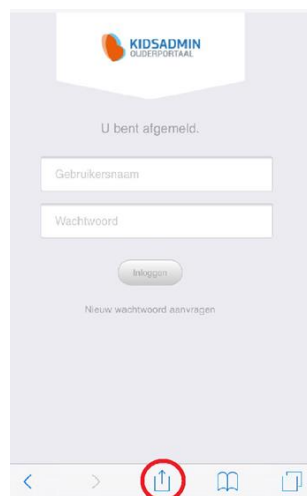 KIDSADMIN
OUDERPORTAAL
U bent afgemeld.
Gebruikersnaam
Wachtwoord
Inloggen
Nieuw wachtwoord aanvragen